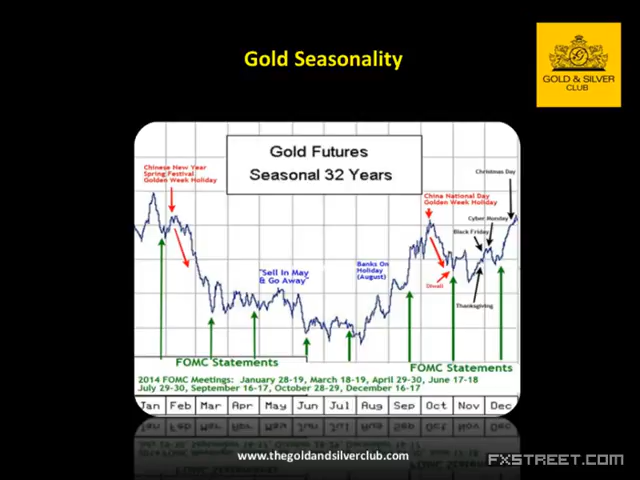 Gold Seasonality
GOLD & SILVER
CLUB
Gold Futures
Seasonal 32 Years
Chinese New Year
Spring Festival
Golden Week Holiday
Christmas Day
China National Day
Golden Week Holiday
Cyber Monday
Black Friday
"Sell In May
& Go Away"
Banks On
Holiday
(August)
Diwali
Thanksgiving
FOMC Statements
FOMC Statements
2014 FOMC Meetings: January 28-19, March 18-19, April 29-30, June 17-18
July 29-30, September 16-17, October 28-29, December 16-17
Jan Feb Mar Apr May Jun Jul Aug Sep Oct Nov Dec
www.thegoldandsilverclub.com
FXSTREET.COM